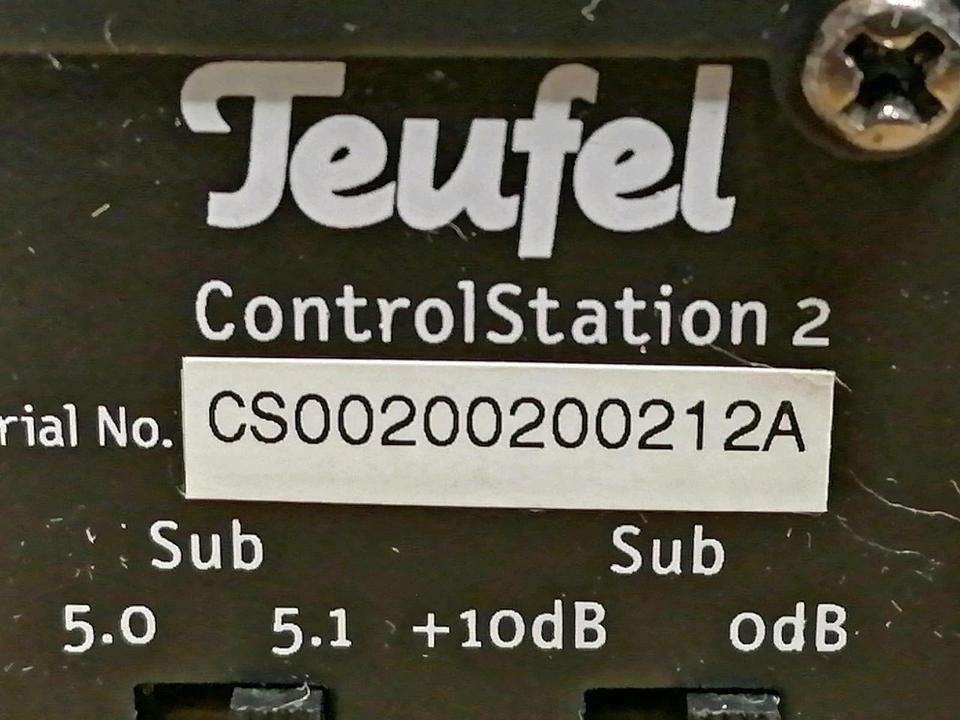 Teufel
ControlStation 2
rial No. CS00200200212A
Sub Sub
5.0 5.1 +10dB 0dB